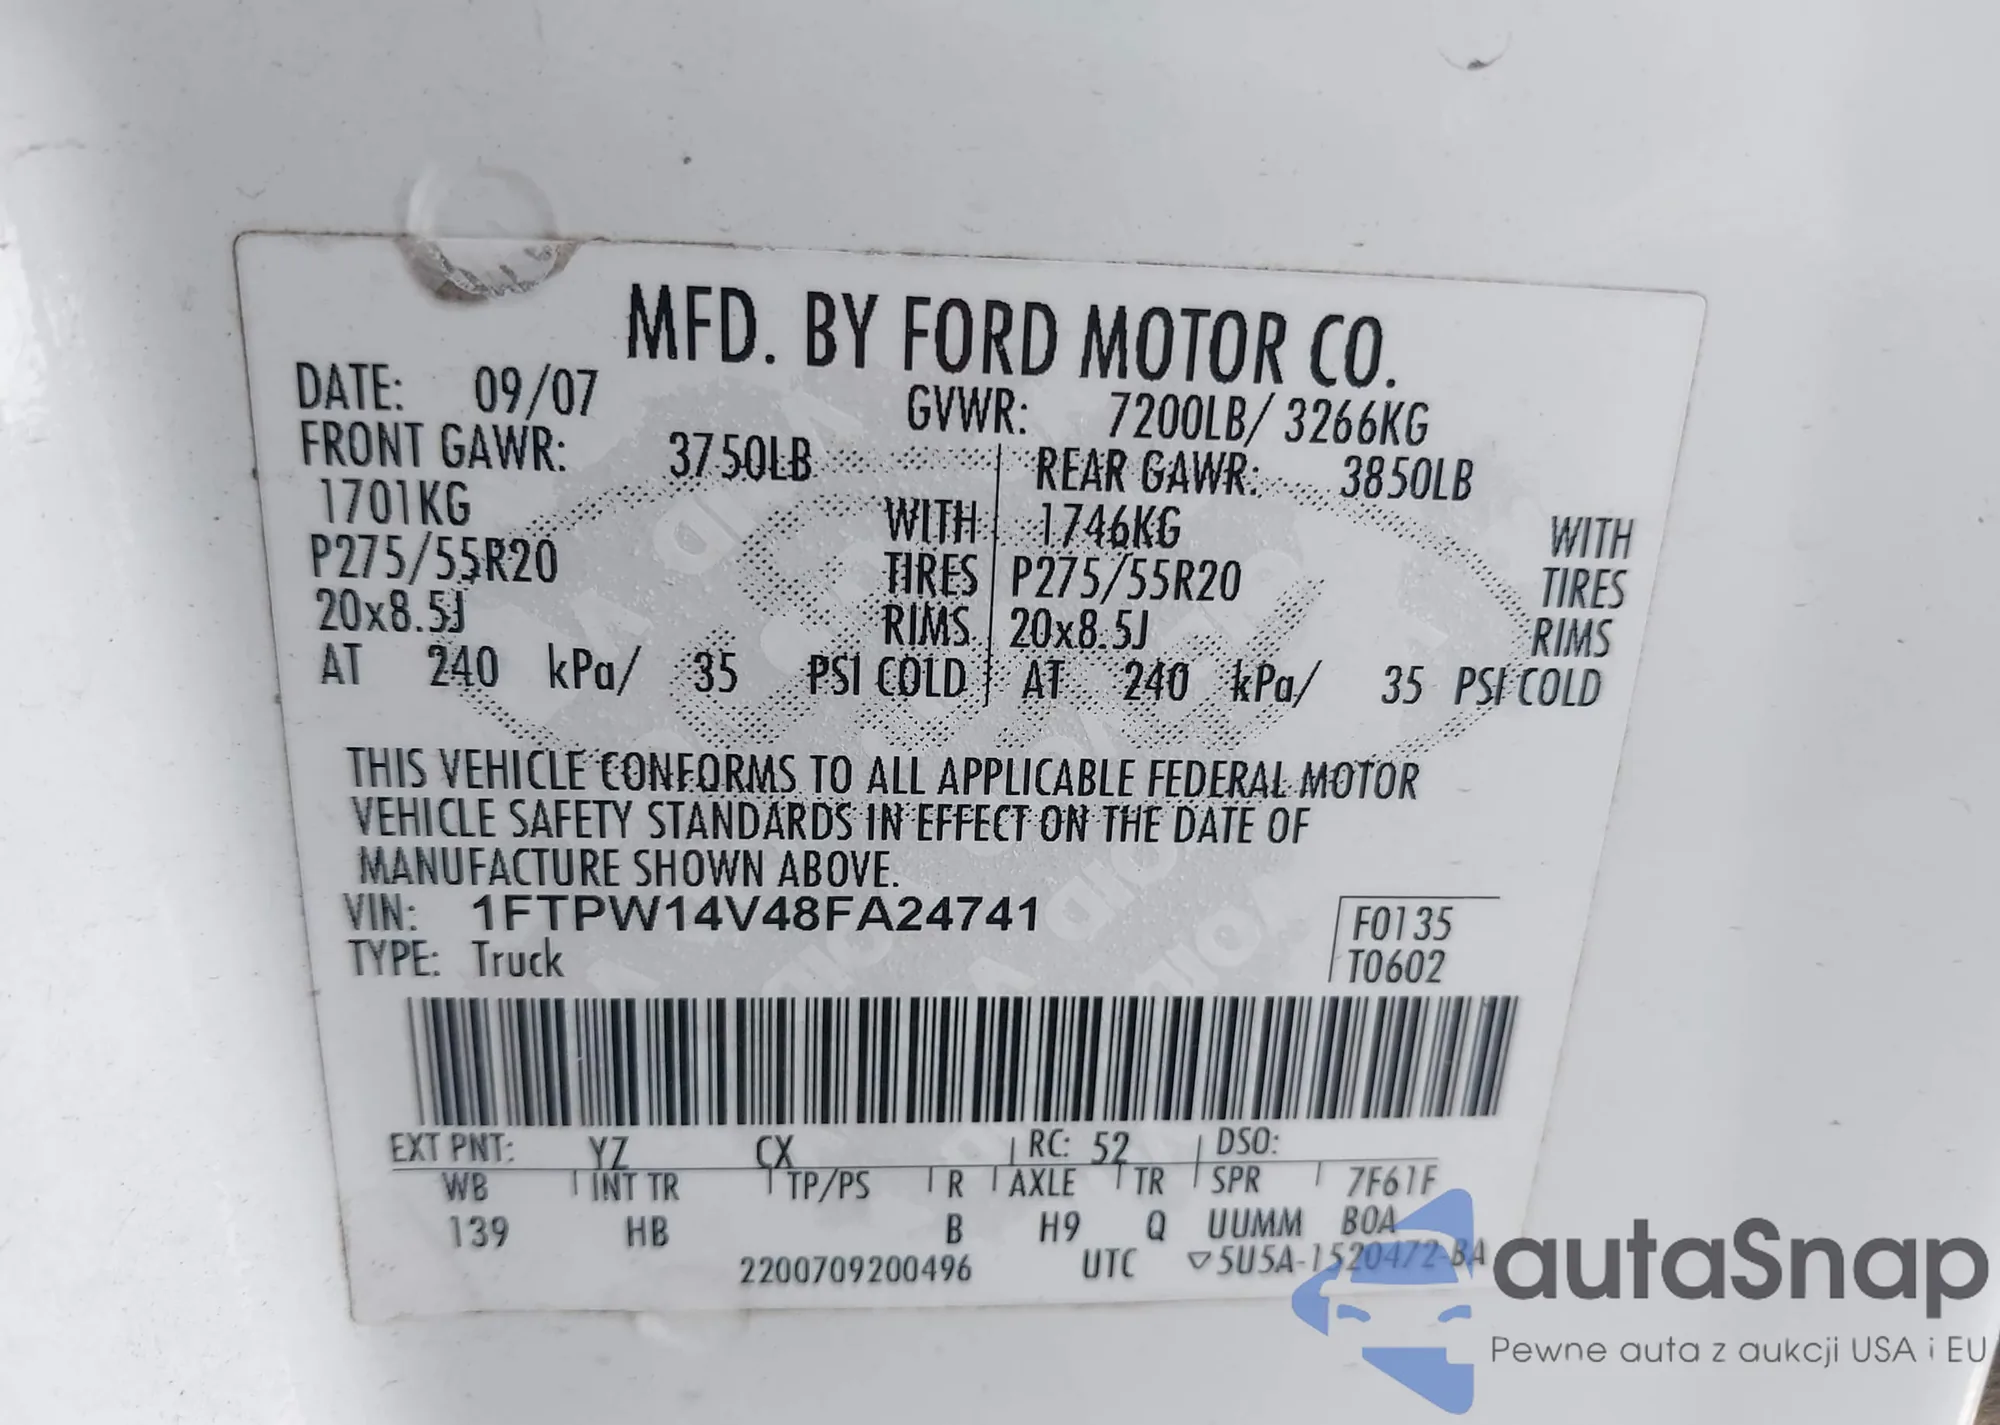 MFD. BY FORD MOTOR CO.
DATE: 09/07 GVWR: 7200LB/ 3266KG
FRONT GAWR: 3750LB REAR GAWR: 3850LB
1701KG WITH 1746KG WITH
P275/55R20 TIRES P275/55R20 TIRES
20x8.5J RIMS 20x8.5J RIMS
AT 240 kPa/ 35 PSI COLD AT 240 kPa/ 35 PSI COLD
THIS VEHICLE CONFORMS TO ALL APPLICABLE FEDERAL MOTOR
VEHICLE SAFETY STANDARDS IN EFFECT ON THE DATE OF
MANUFACTURE SHOWN ABOVE.
VIN: 1FTPW14V48FA24741 F0135
TYPE: Truck T0602
EXT PNT: YZ CX RC: 52 DSO:
WB INT TR TP/PS R AXLE TR SPR 7F61F
139 HB B H9 Q UUMM BOA
2200709200496 UTC ▽5U5A-1520472-BA
autaSnap
Pewne auta z aukcji USA i EU